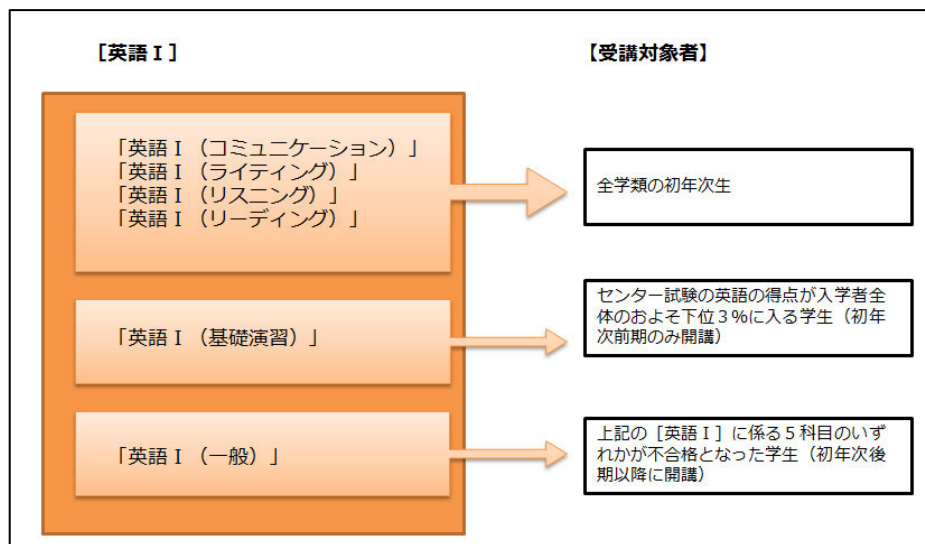 ［英語Ⅰ］
【受講対象者】
「英語Ⅰ（コミュニケーション）」
「英語Ⅰ（ライティング）」
「英語Ⅰ（リスニング）」
「英語Ⅰ（リーディング）」
全学類の初年次生
「英語Ⅰ（基礎演習）」
センター試験の英語の得点が入学者全
体のおよそ下位３％に入る学生（初年
次前期のみ開講）
「英語Ⅰ（一般）」
上記の［英語Ⅰ］に係る５科目のいず
れかが不合格となった学生（初年次後
期以降に開講）